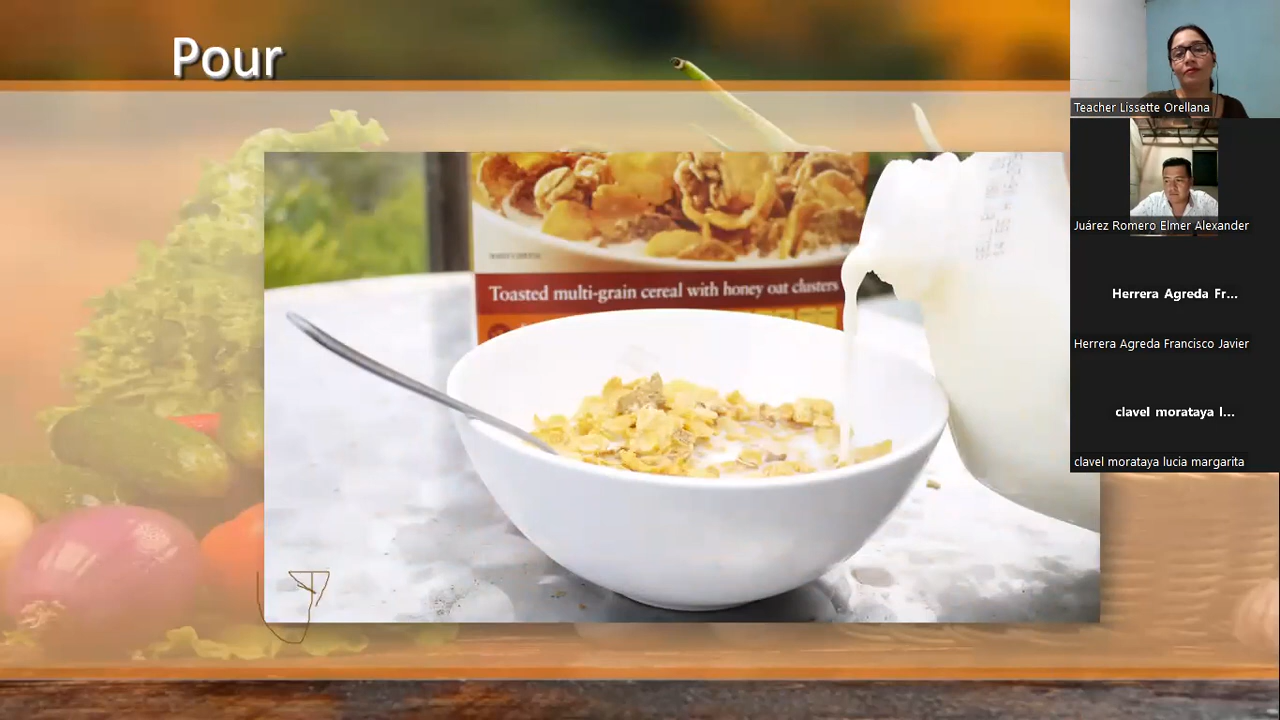 Pour
Toasted multi-grain cereal with honey oat clusters
Teacher Lissette Orellana
Juárez Romero Elmer Alexander
Herrera Agreda Fr...
Herrera Agreda Francisco Javier
clavel morataya l...
clavel morataya lucia margarita